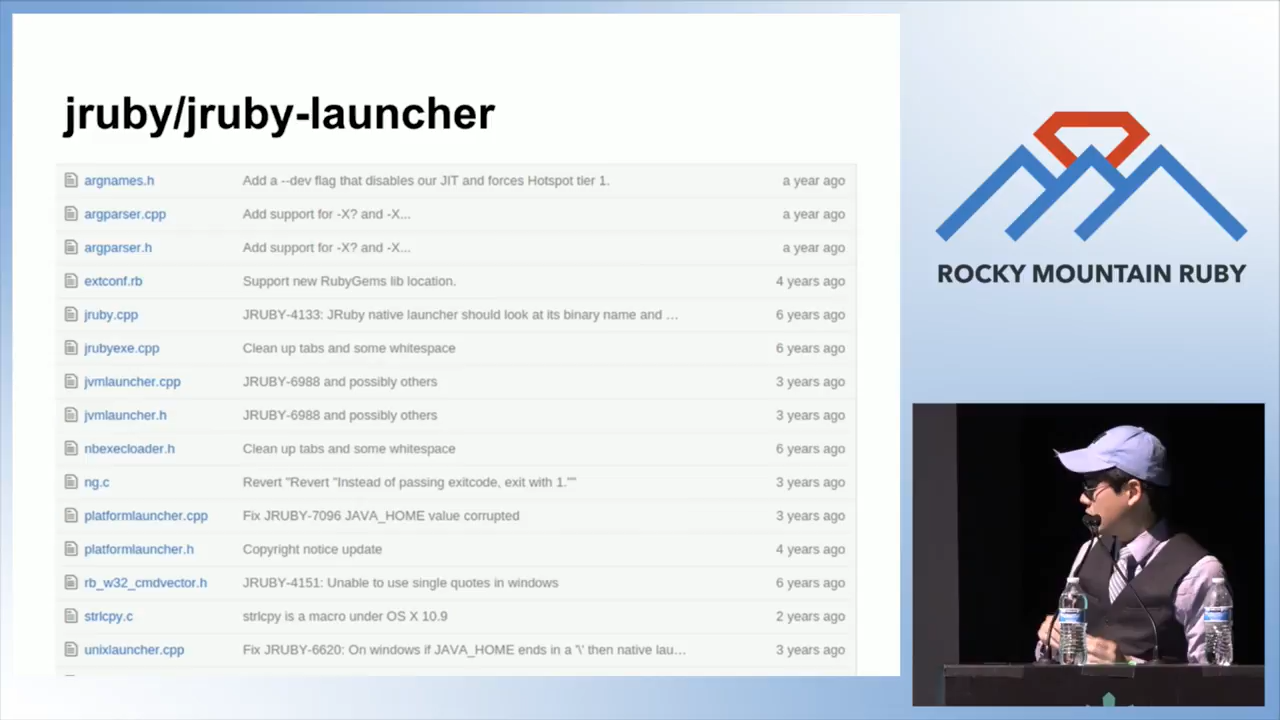 jruby/jruby-launcher
argnames.h Add a --dev flag that disables our JIT and forces Hotspot tier 1. a year ago
argparser.cpp Add support for -X? and -X... a year ago
argparser.h Add support for -X? and -X... a year ago
extconf.rb Support new RubyGems lib location. 4 years ago
jruby.cpp JRUBY-4133: JRuby native launcher should look at its binary name and … 6 years ago
jrubyexe.cpp Clean up tabs and some whitespace 6 years ago
jvmlauncher.cpp JRUBY-6988 and possibly others 3 years ago
jvmlauncher.h JRUBY-6988 and possibly others 3 years ago
nbexecloader.h Clean up tabs and some whitespace 6 years ago
ng.c Revert "Revert "Instead of passing exitcode, exit with 1."" 3 years ago
platformlauncher.cpp Fix JRUBY-7096 JAVA_HOME value corrupted 3 years ago
platformlauncher.h Copyright notice update 4 years ago
rb_w32_cmdvector.h JRUBY-4151: Unable to use single quotes in windows 6 years ago
strlcpy.c strlcpy is a macro under OS X 10.9 2 years ago
unixlauncher.cpp Fix JRUBY-6620: On windows if JAVA_HOME ends in a '\' then native lau… 3 years ago
ROCKY MOUNTAIN RUBY